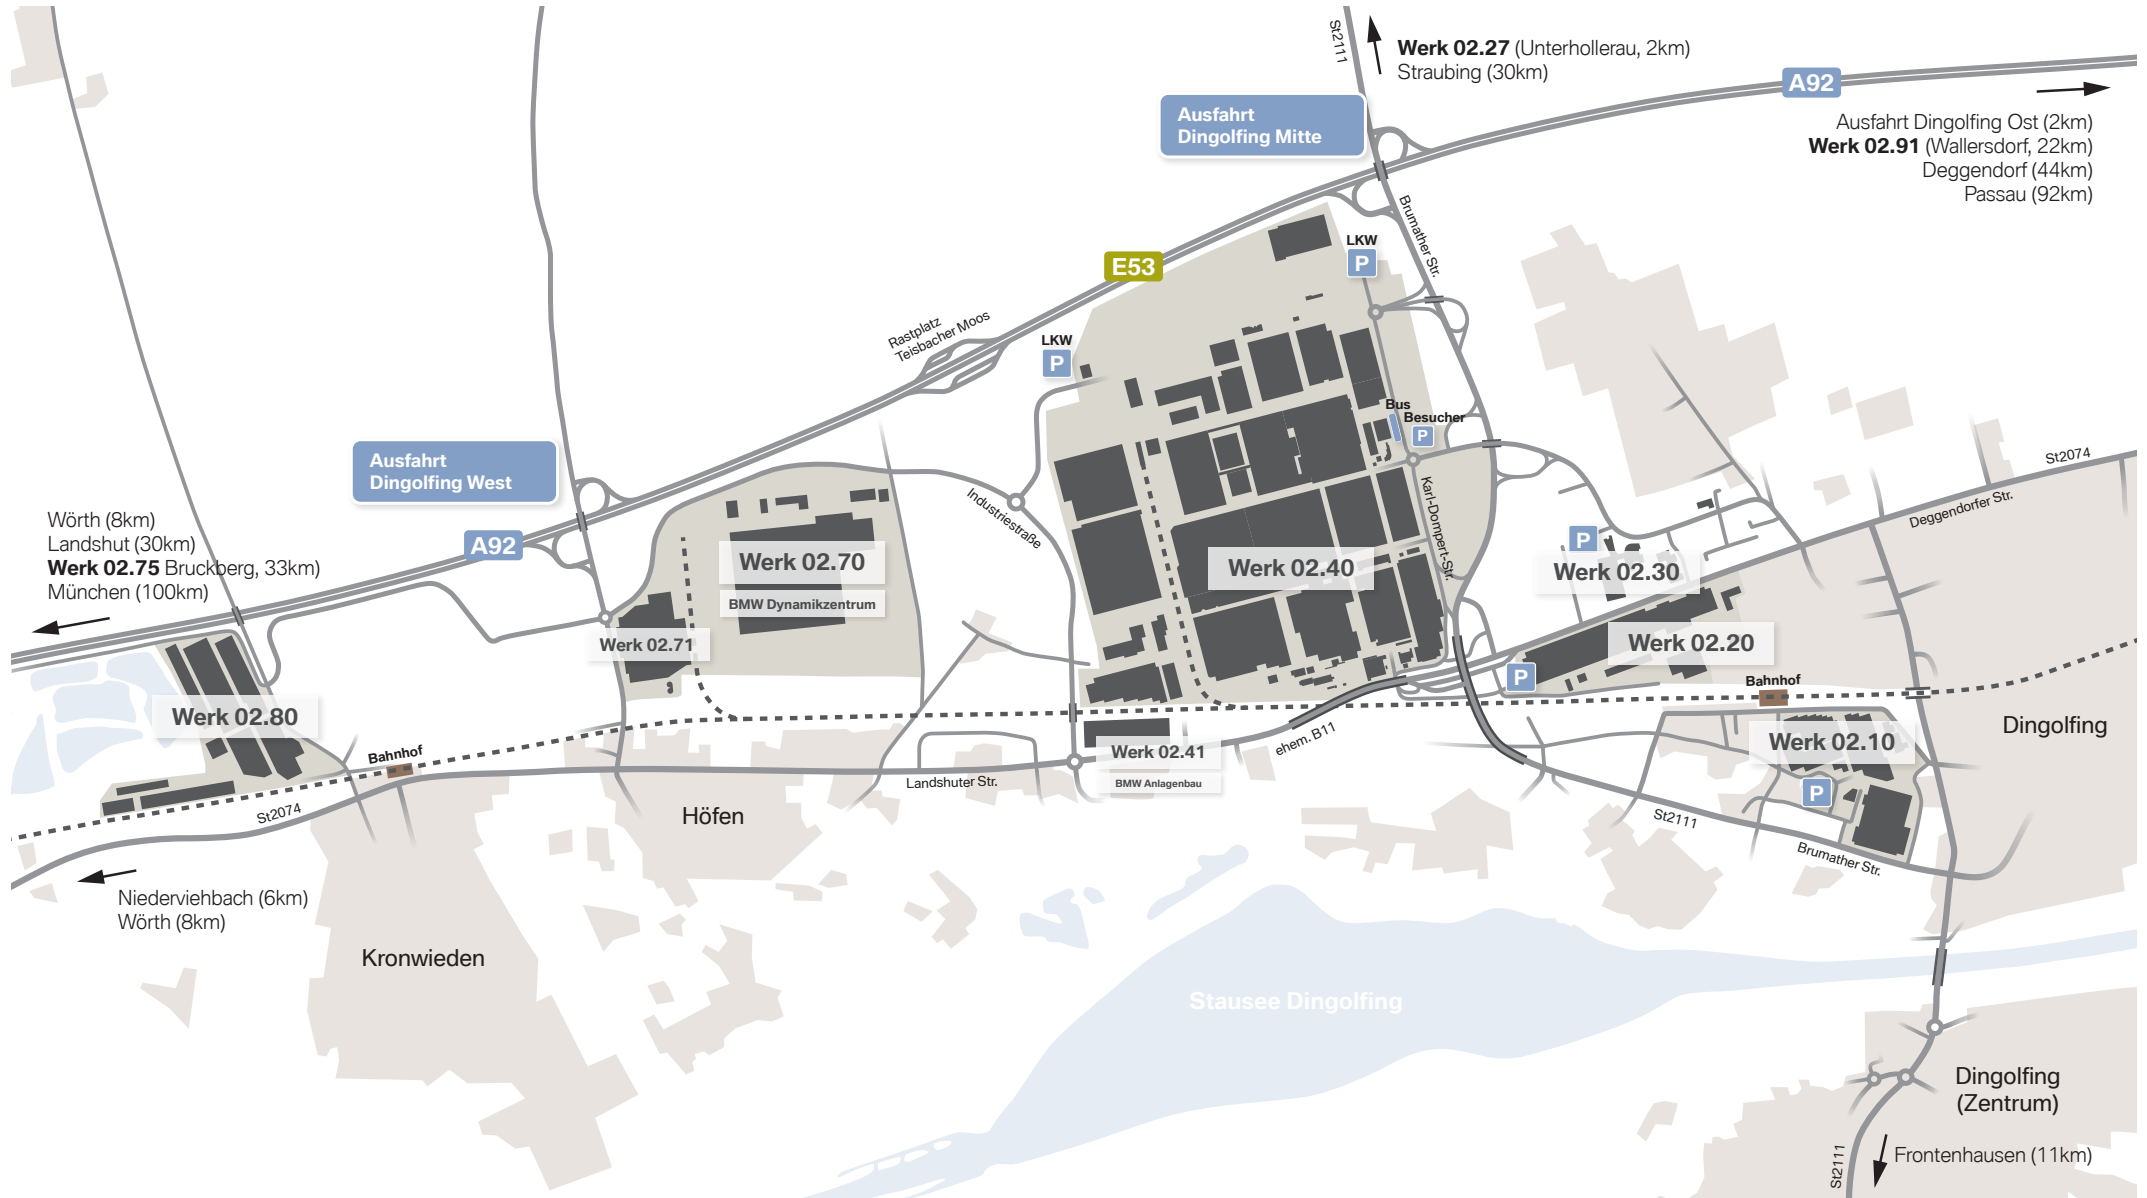 St2111
Werk 02.27 (Unterhollerau, 2km)
Straubing (30km)
A92
Ausfahrt
Dingolfing Mitte
Ausfahrt Dingolfing Ost (2km)
Werk 02.91 (Wallersdorf, 22km)
Deggendorf (44km)
Passau (92km)
Brumather Str.
LKW
P
E53
Rastplatz
Teisbacher Moos
LKW
P
Bus
Besucher
P
Ausfahrt
Dingolfing West
St2074
Deggendorfer Str.
Industriestraße
Karl-Dompert-Str.
Wörth (8km)
Landshut (30km)
Werk 02.75 Bruckberg, 33km)
München (100km)
A92
P
Werk 02.70
BMW Dynamikzentrum
Werk 02.40
Werk 02.30
Werk 02.71
Werk 02.20
P
Bahnhof
Werk 02.80
Bahnhof
Dingolfing
Werk 02.10
ehem. B11
Werk 02.41
BMW Anlagenbau
Landshuter Str.
P
St2074
Höfen
St2111
Brumather Str.
Niederviehbach (6km)
Wörth (8km)
Kronwieden
Stausee Dingolfing
Dingolfing
(Zentrum)
St2111
Frontenhausen (11km)